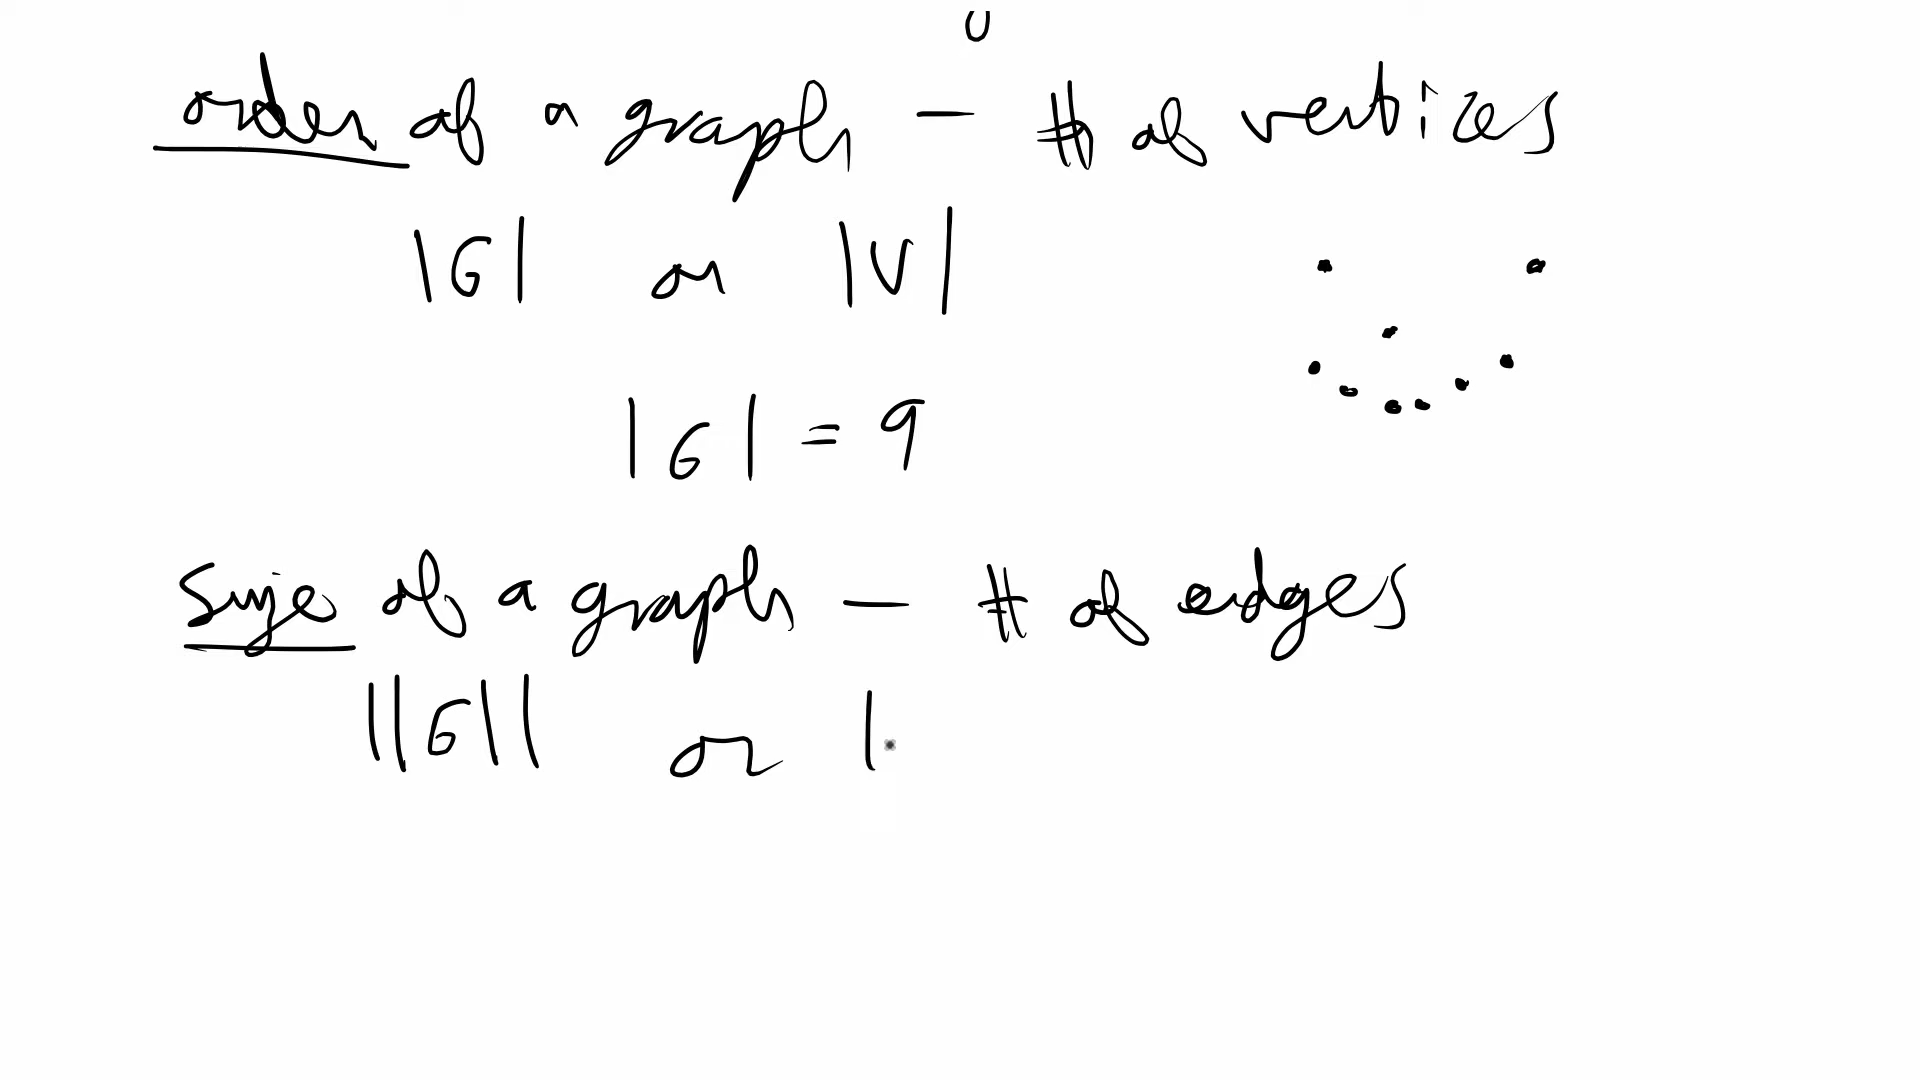 order of a graph — # of vertices
|G| or |V|
|G| = 9
Size of a graph — # of edges
||G|| or |